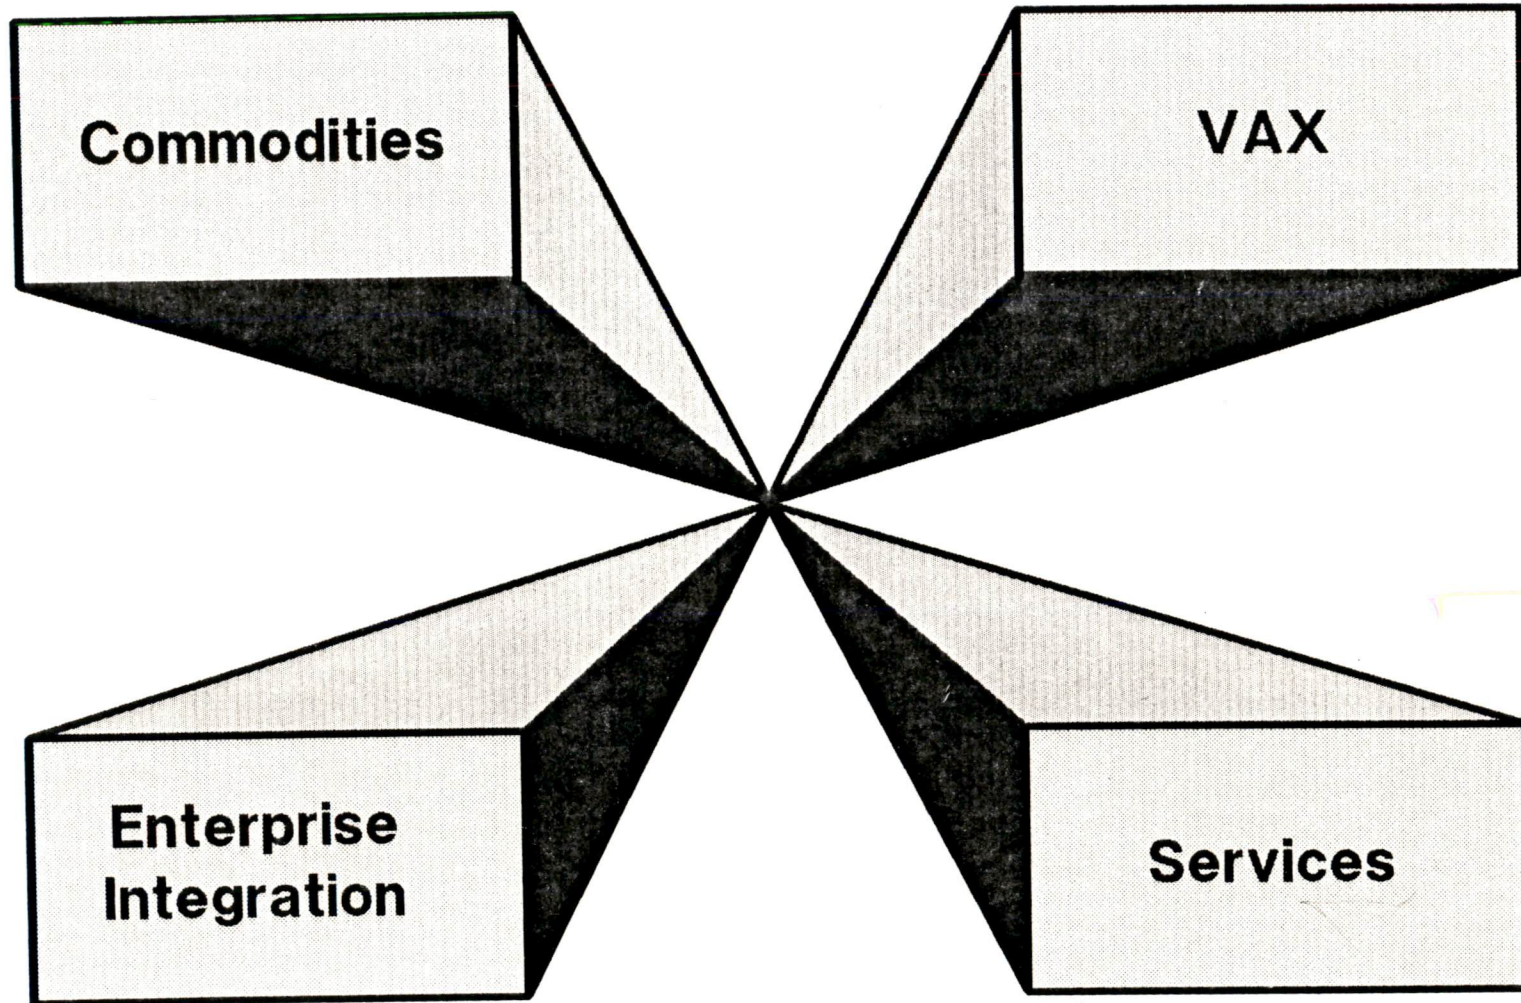 Commodities
VAX
Enterprise
Integration
Services